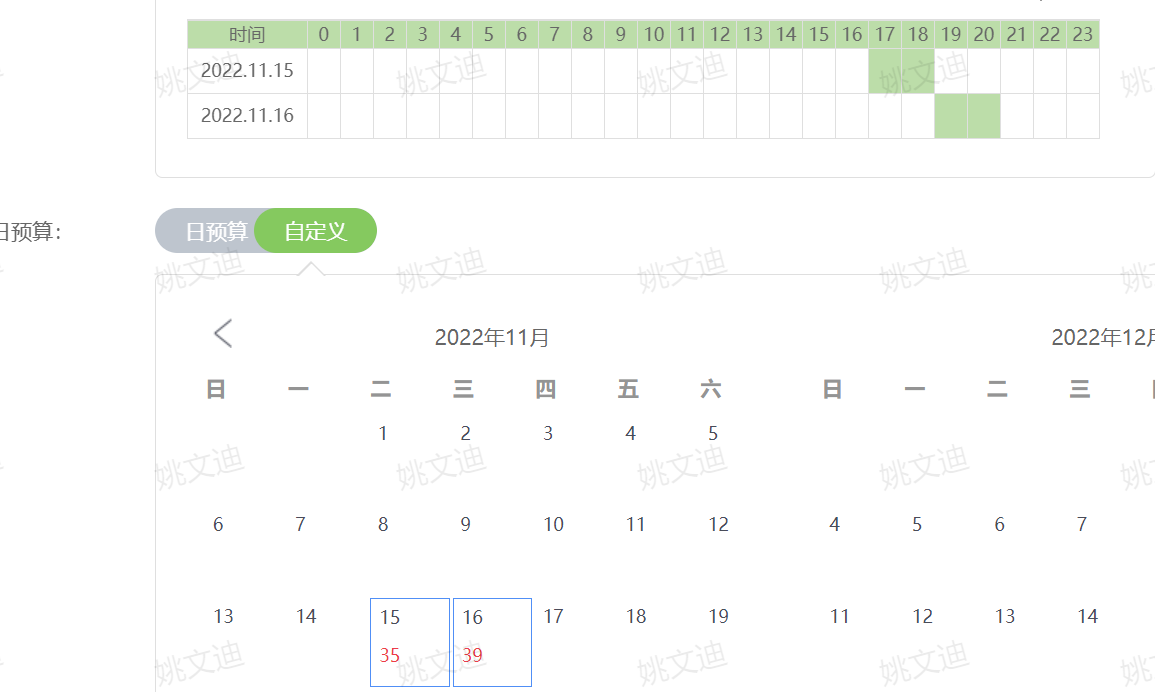 时间 0 1 2 3 4 5 6 7 8 9 10 11 12 13 14 15 16 17 18 19 20 21 22 23
2022.11.15
姚文迪 姚文迪 姚文迪 姚文迪
2022.11.16
日预算：
日预算 自定义
姚文迪 姚文迪 姚文迪 姚文迪
2022年11月 2022年12月
日 一 二 三 四 五 六 日 一 二 三
1 2 3 4 5
姚文迪 姚文迪 姚文迪 姚文迪
6 7 8 9 10 11 12 4 5 6 7
13 14 15 16 17 18 19 11 12 13 14
35 39
姚文迪 姚文迪 姚文迪 姚文迪